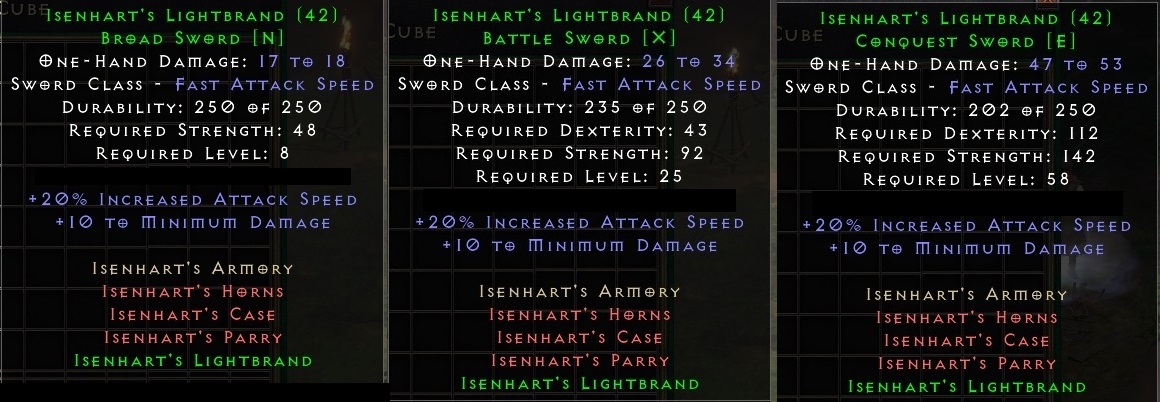 CUBE
Isenhart's Lightbrand (42)
Broad Sword [N]
One-Hand Damage: 17 to 18
Sword Class - Fast Attack Speed
Durability: 250 of 250
Required Strength: 48
Required Level: 8
+20% Increased Attack Speed
+10 to Minimum Damage
Isenhart's Armory
Isenhart's Horns
Isenhart's Case
Isenhart's Parry
Isenhart's Lightbrand
CUBE
Isenhart's Lightbrand (42)
Battle Sword [X]
One-Hand Damage: 26 to 34
Sword Class - Fast Attack Speed
Durability: 235 of 250
Required Dexterity: 43
Required Strength: 92
Required Level: 25
+20% Increased Attack Speed
+10 to Minimum Damage
Isenhart's Armory
Isenhart's Horns
Isenhart's Case
Isenhart's Parry
Isenhart's Lightbrand
CUBE
Isenhart's Lightbrand (42)
Conquest Sword [E]
One-Hand Damage: 47 to 53
Sword Class - Fast Attack Speed
Durability: 202 of 250
Required Dexterity: 112
Required Strength: 142
Required Level: 58
+20% Increased Attack Speed
+10 to Minimum Damage
Isenhart's Armory
Isenhart's Horns
Isenhart's Case
Isenhart's Parry
Isenhart's Lightbrand